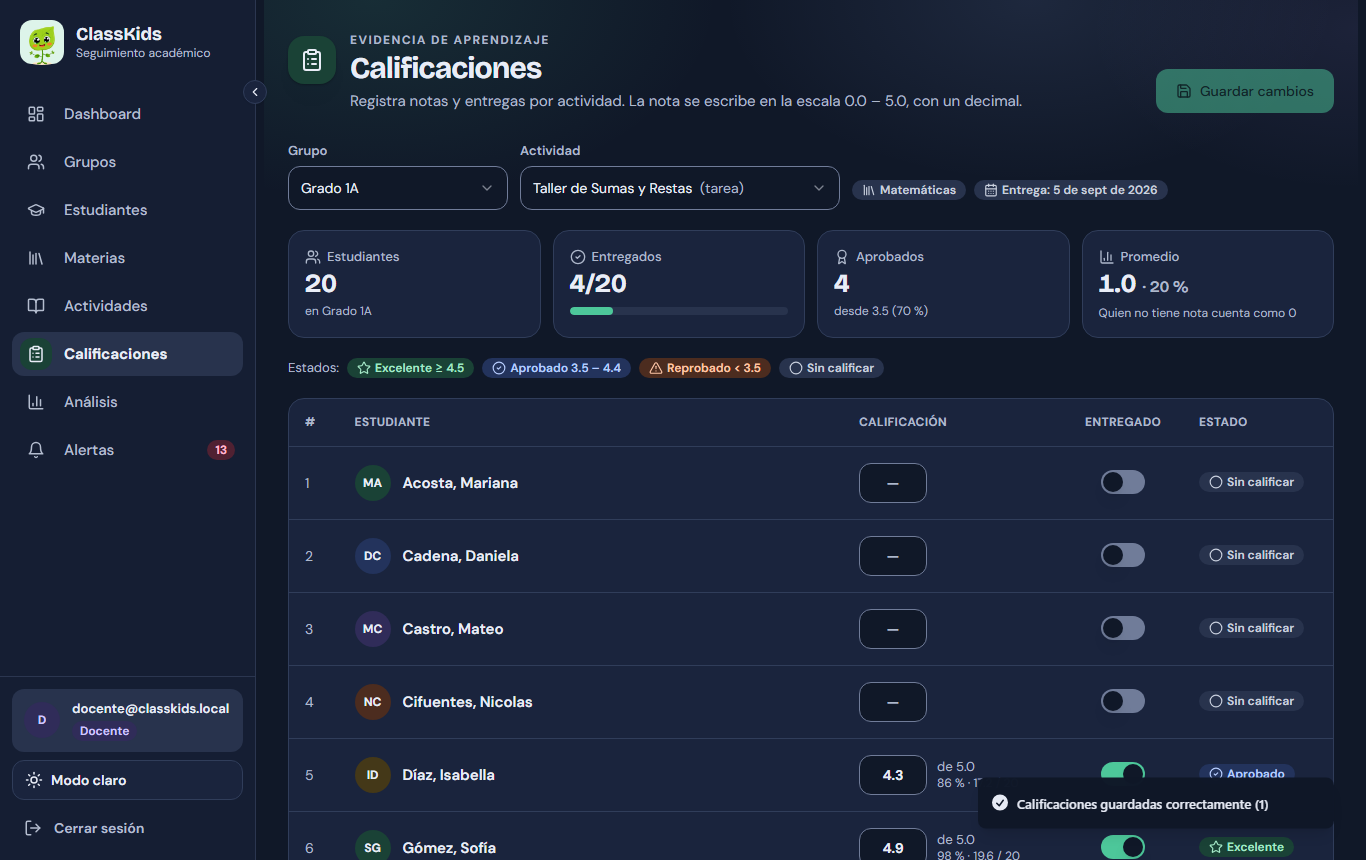 ClassKids
Seguimiento académico
Dashboard
Grupos
Estudiantes
Materias
Actividades
Calificaciones
Análisis
Alertas 13
D docente@classkids.local
Docente
Modo claro
Cerrar sesión
EVIDENCIA DE APRENDIZAJE
Calificaciones
Registra notas y entregas por actividad. La nota se escribe en la escala 0.0 – 5.0, con un decimal.
Guardar cambios
Grupo
Grado 1A
Actividad
Taller de Sumas y Restas (tarea)
Matemáticas
Entrega: 5 de sept de 2026
Estudiantes
20
en Grado 1A
Entregados
4/20
Aprobados
4
desde 3.5 (70 %)
Promedio
1.0 · 20 %
Quien no tiene nota cuenta como 0
Estados: Excelente ≥ 4.5 Aprobado 3.5 – 4.4 Reprobado < 3.5 Sin calificar
# ESTUDIANTE CALIFICACIÓN ENTREGADO ESTADO
1 MA Acosta, Mariana — Sin calificar
2 DC Cadena, Daniela — Sin calificar
3 MC Castro, Mateo — Sin calificar
4 NC Cifuentes, Nicolas — Sin calificar
5 ID Díaz, Isabella 4.3 de 5.0 Aprobado
86 % ·
Calificaciones guardadas correctamente (1)
6 SG Gómez, Sofía 4.9 de 5.0 Excelente
98 % · 19.6 / 20